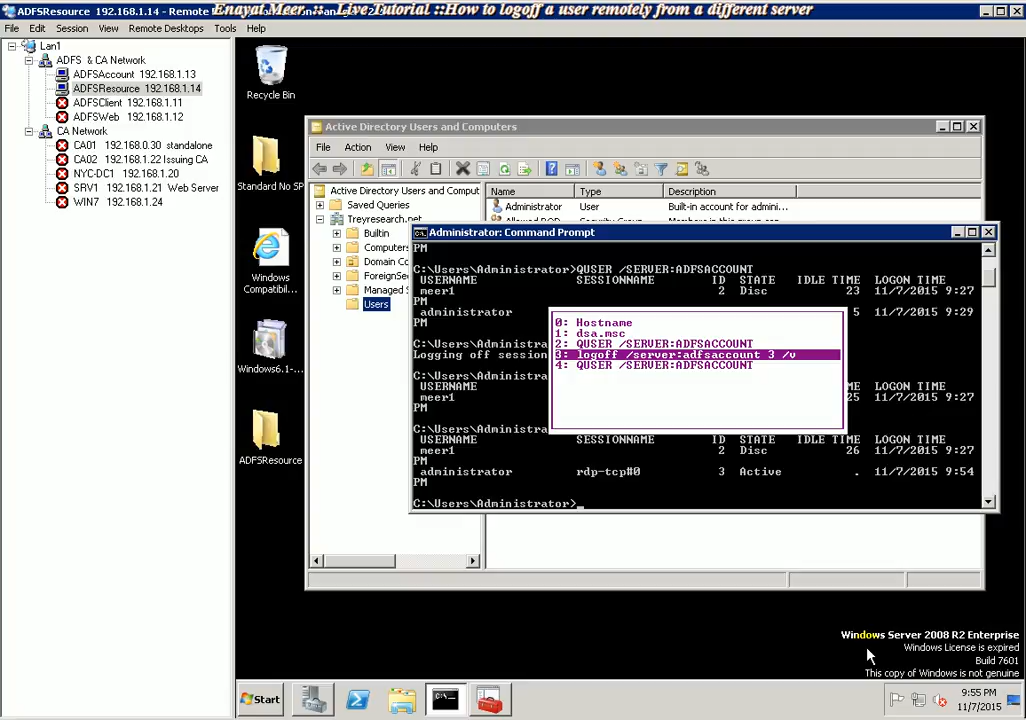 ADFSResource 192.168.1.14 - Remote
Enayat Meer :: Live Tutorial ::How to logoff a user remotely from a different server
File Edit Session View Remote Desktops Tools Help
Lan1
ADFS & CA Network
ADFSAccount 192.168.1.13
ADFSResource 192.168.1.14
ADFSClient 192.168.1.11
ADFSWeb 192.168.1.12
CA Network
CA01 192.168.0.30 standalone
CA02 192.168.1.22 Issuing CA
NYC-DC1 192.168.1.20
SRV1 192.168.1.21 Web Server
WIN7 192.168.1.24
Recycle Bin
Standard No SP
Windows
Compatibil...
Windows6.1-...
ADFSResource
Active Directory Users and Computers
File Action View Help
Active Directory Users and Comput
Saved Queries
Treyresearch.net
Builtin
Computers
Domain Co
ForeignSec
Managed S
Users
Name Type Description
Administrator User Built-in account for admini...
Administrator: Command Prompt
PM
C:\Users\Administrator>QUSER /SERVER:ADFSACCOUNT
USERNAME SESSIONNAME ID STATE IDLE TIME LOGON TIME
meer1 2 Disc 23 11/7/2015 9:27
PM
administrator 5 11/7/2015 9:29
PM
C:\Users\Administra
Logging off session
C:\Users\Administra
USERNAME ME LOGON TIME
meer1 25 11/7/2015 9:27
PM
C:\Users\Administra
USERNAME SESSIONNAME ID STATE IDLE TIME LOGON TIME
meer1 2 Disc 26 11/7/2015 9:27
PM
administrator rdp-tcp#0 3 Active . 11/7/2015 9:54
PM
C:\Users\Administrator>_
0: Hostname
1: dsa.msc
2: QUSER /SERVER:ADFSACCOUNT
3: logoff /server:adfsaccount 3 /v
4: QUSER /SERVER:ADFSACCOUNT
Windows Server 2008 R2 Enterprise
Windows License is expired
Build 7601
This copy of Windows is not genuine
Start
9:55 PM
11/7/2015